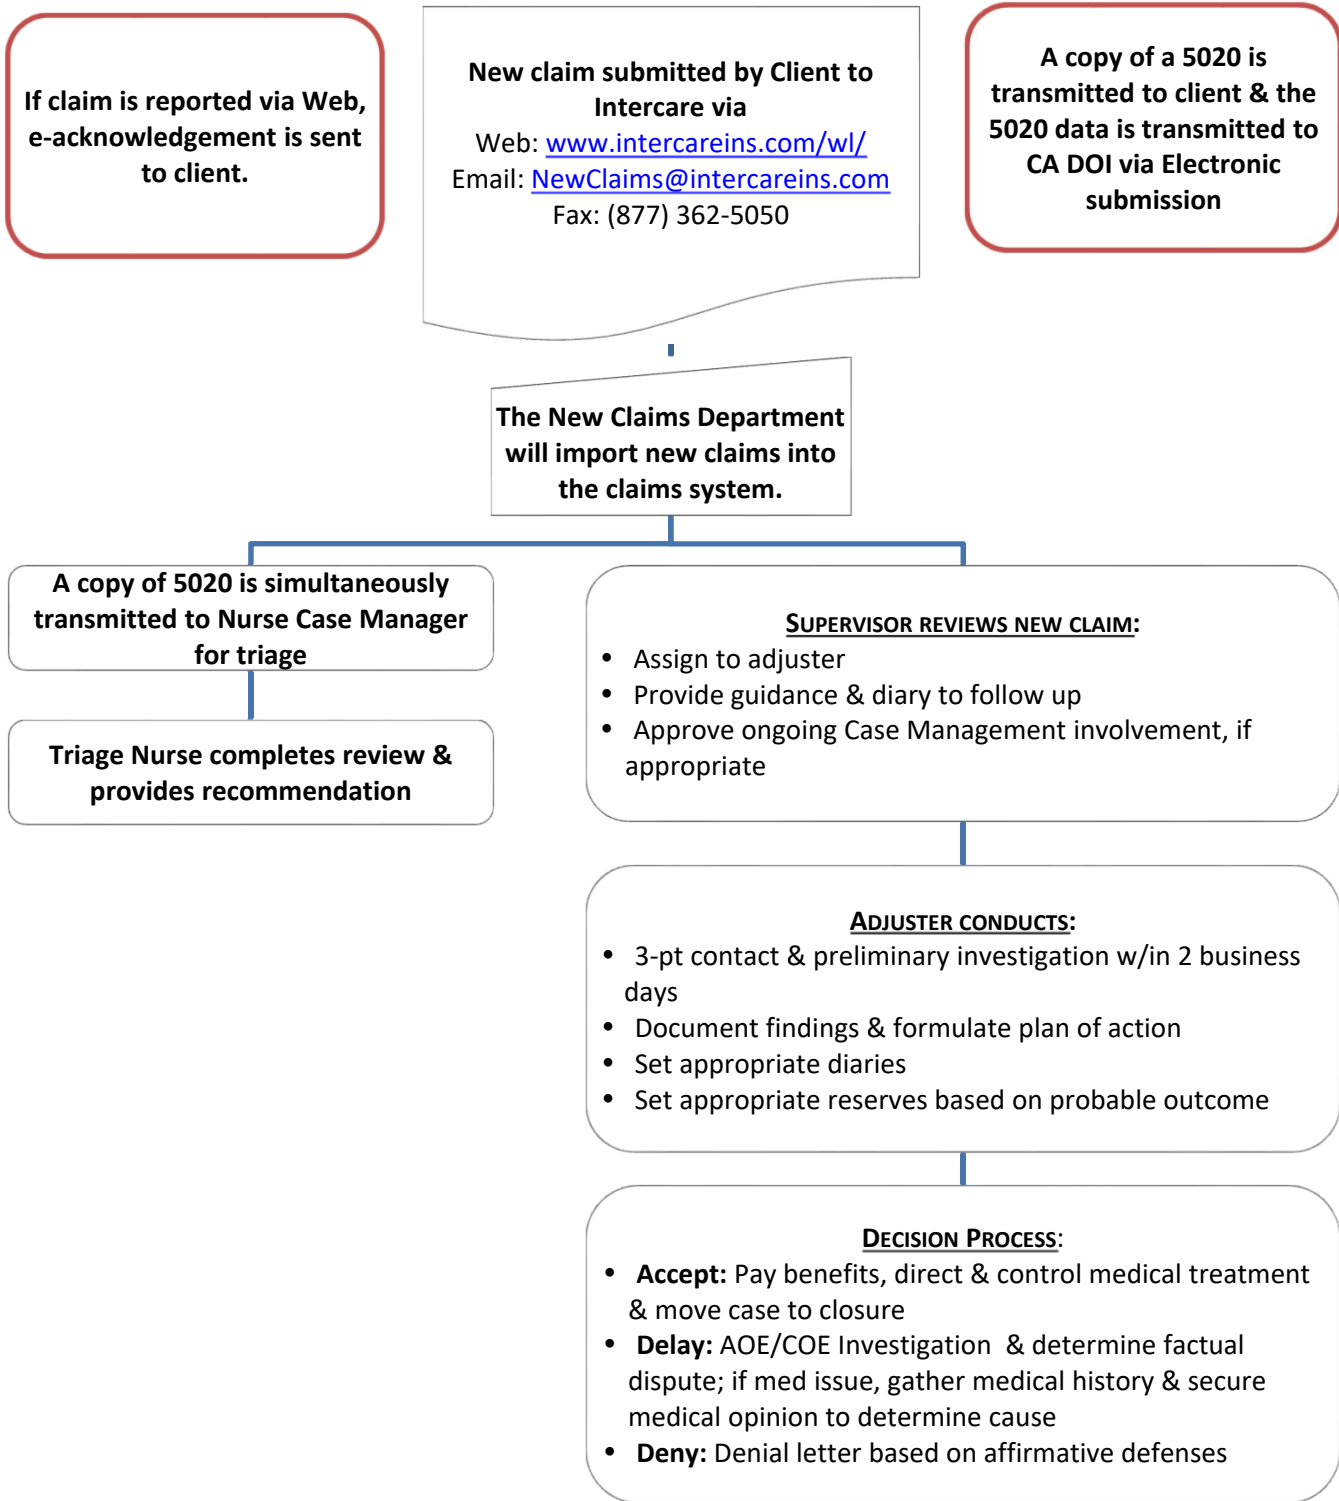 If claim is reported via Web,
e-acknowledgement is sent
to client.
New claim submitted by Client to
Intercare via
Web: www.intercareins.com/wl/
Email: NewClaims@intercareins.com
Fax: (877) 362-5050
A copy of a 5020 is
transmitted to client & the
5020 data is transmitted to
CA DOI via Electronic
submission
The New Claims Department
will import new claims into
the claims system.
A copy of 5020 is simultaneously
transmitted to Nurse Case Manager
for triage
Triage Nurse completes review &
provides recommendation
SUPERVISOR REVIEWS NEW CLAIM:
• Assign to adjuster
• Provide guidance & diary to follow up
• Approve ongoing Case Management involvement, if
appropriate
ADJUSTER CONDUCTS:
• 3-pt contact & preliminary investigation w/in 2 business
days
• Document findings & formulate plan of action
• Set appropriate diaries
• Set appropriate reserves based on probable outcome
DECISION PROCESS:
• Accept: Pay benefits, direct & control medical treatment
& move case to closure
• Delay: AOE/COE Investigation & determine factual
dispute; if med issue, gather medical history & secure
medical opinion to determine cause
• Deny: Denial letter based on affirmative defenses